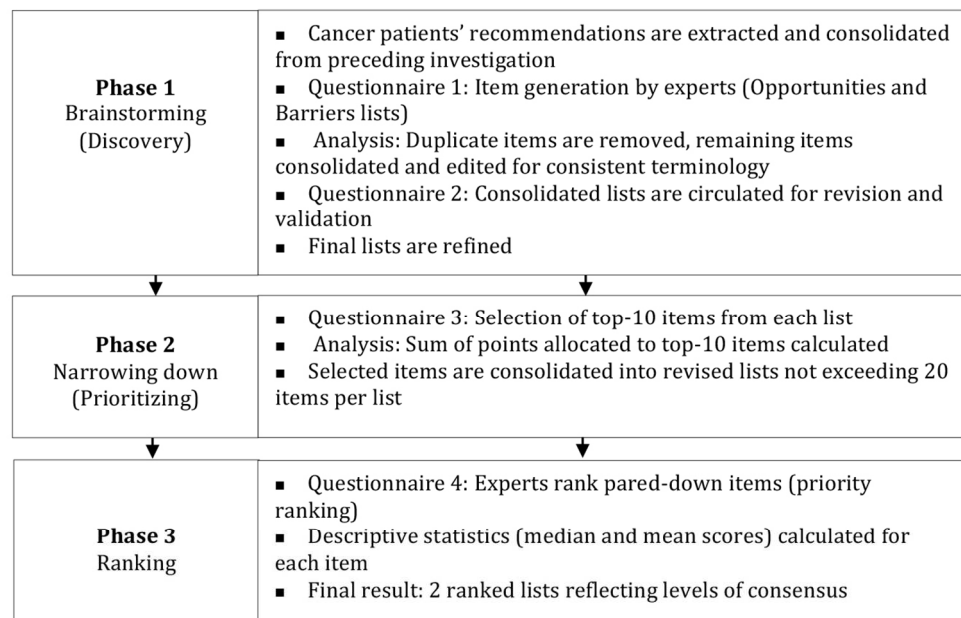 Phase 1
Brainstorming
(Discovery)
■ Cancer patients’ recommendations are extracted and consolidated
from preceding investigation
■ Questionnaire 1: Item generation by experts (Opportunities and
Barriers lists)
■ Analysis: Duplicate items are removed, remaining items
consolidated and edited for consistent terminology
■ Questionnaire 2: Consolidated lists are circulated for revision and
validation
■ Final lists are refined
Phase 2
Narrowing down
(Prioritizing)
■ Questionnaire 3: Selection of top-10 items from each list
■ Analysis: Sum of points allocated to top-10 items calculated
■ Selected items are consolidated into revised lists not exceeding 20
items per list
Phase 3
Ranking
■ Questionnaire 4: Experts rank pared-down items (priority
ranking)
■ Descriptive statistics (median and mean scores) calculated for
each item
■ Final result: 2 ranked lists reflecting levels of consensus